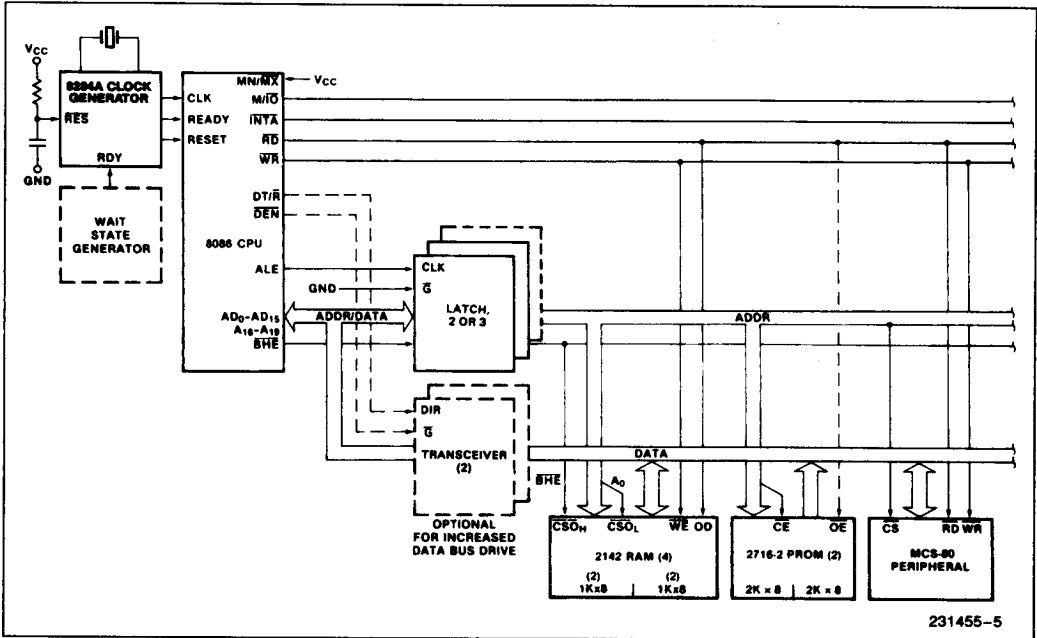 VCC
8284A CLOCK
GENERATOR
RES
RDY
GND
WAIT
STATE
GENERATOR
CLK
READY
RESET
MN/MX
VCC
M/IO
INTA
RD
WR
DT/R
DEN
8086 CPU
ALE
AD0-AD15
A16-A19
BHE
GND
ADDR/DATA
CLK
G
LATCH,
2 OR 3
ADDR
DIR
G
TRANSCEIVER
(2)
OPTIONAL
FOR INCREASED
DATA BUS DRIVE
DATA
BHE
A0
CSOH
CSOL
WE
OD
2142 RAM (4)
(2)
1Kx8
(2)
1Kx8
CE
OE
2716-2 PROM (2)
2K × 8
2K × 8
CS
RD
WR
MCS-80
PERIPHERAL
231455-5